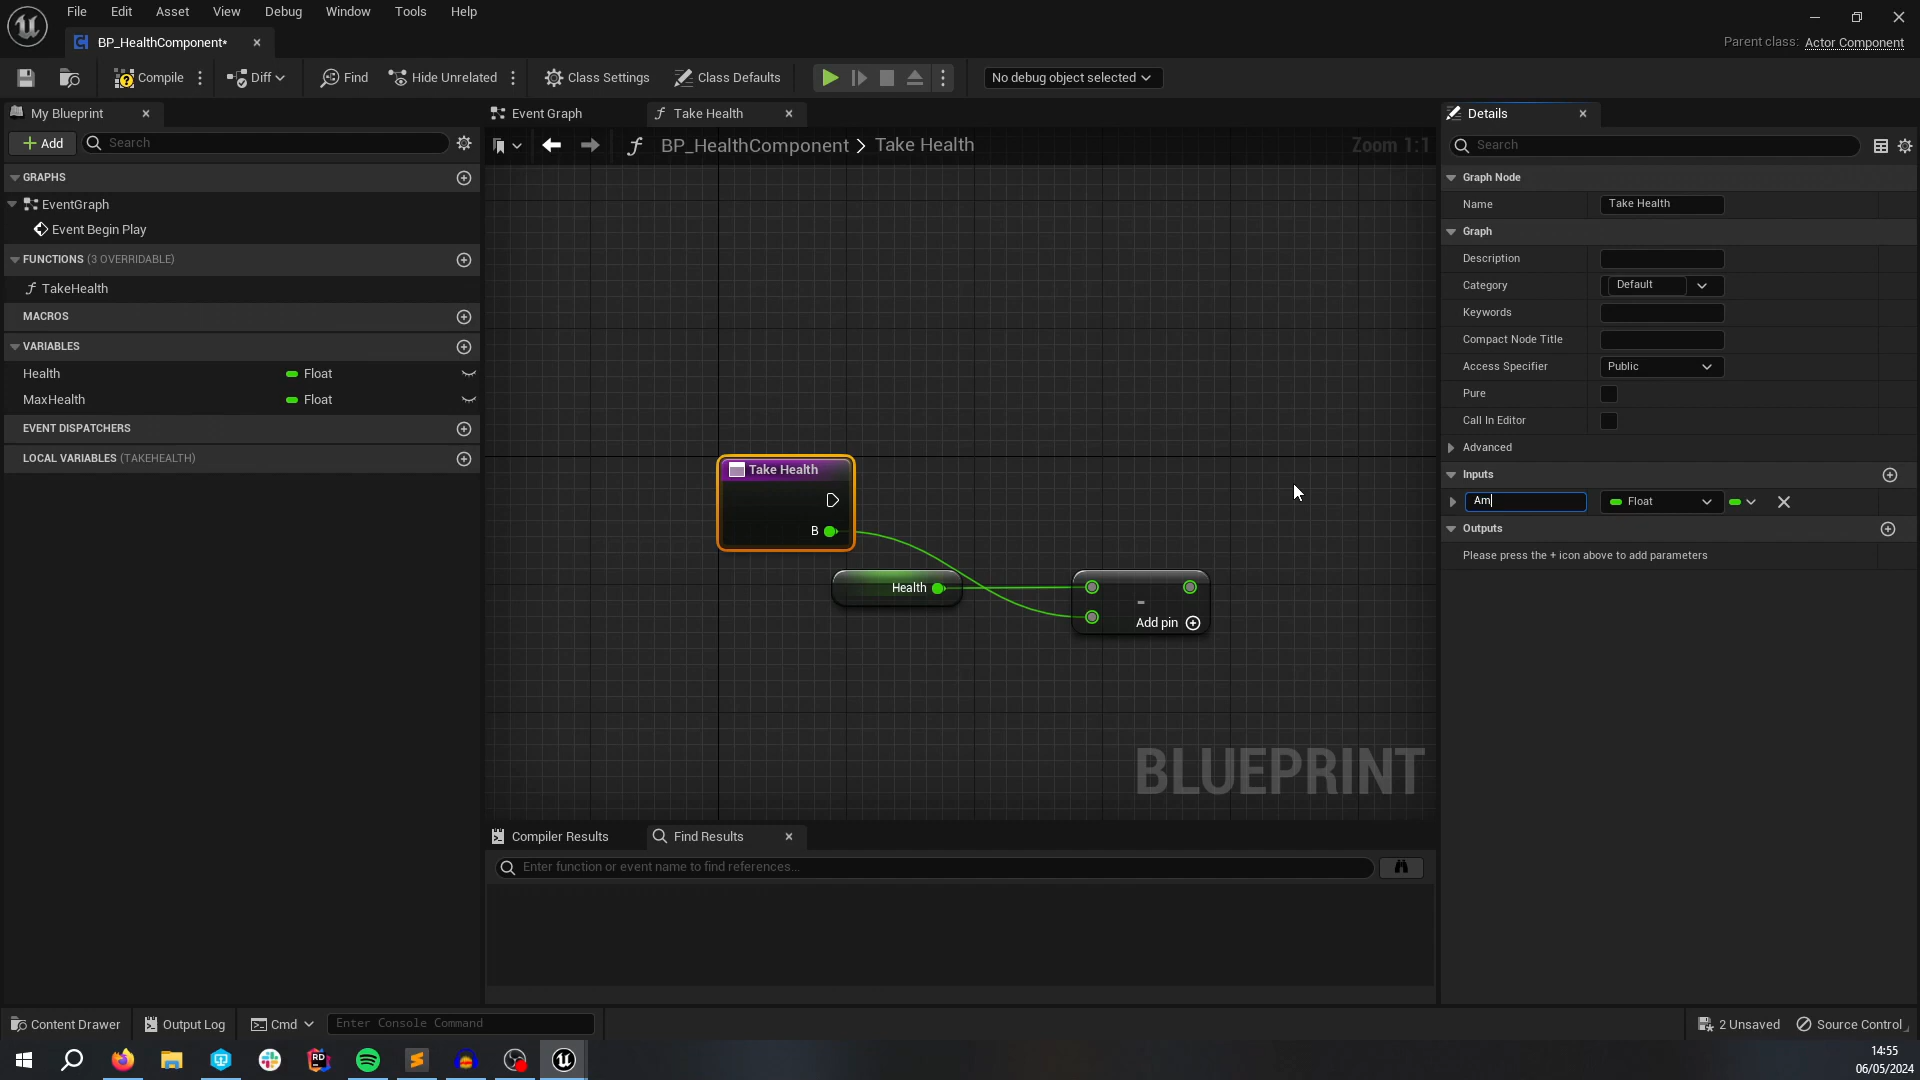 File Edit Asset View Debug Window Tools Help
BP_HealthComponent*
Parent class: Actor Component
Compile Diff Find Hide Unrelated Class Settings Class Defaults No debug object selected
My Blueprint
Event Graph
Take Health
Details
Add Search
BP_HealthComponent > Take Health
Zoom 1:1
Search
GRAPHS
EventGraph
Event Begin Play
FUNCTIONS (3 OVERRIDABLE)
TakeHealth
MACROS
VARIABLES
Health Float
MaxHealth Float
EVENT DISPATCHERS
LOCAL VARIABLES (TAKEHEALTH)
Take Health
B
Health
-
Add pin
BLUEPRINT
Graph Node
Name Take Health
Graph
Description
Category Default
Keywords
Compact Node Title
Access Specifier Public
Pure
Call In Editor
Advanced
Inputs
Am Float
Outputs
Please press the + icon above to add parameters
Compiler Results
Find Results
Enter function or event name to find references...
Content Drawer Output Log Cmd Enter Console Command 2 Unsaved Source Control
RD
14:55
06/05/2024